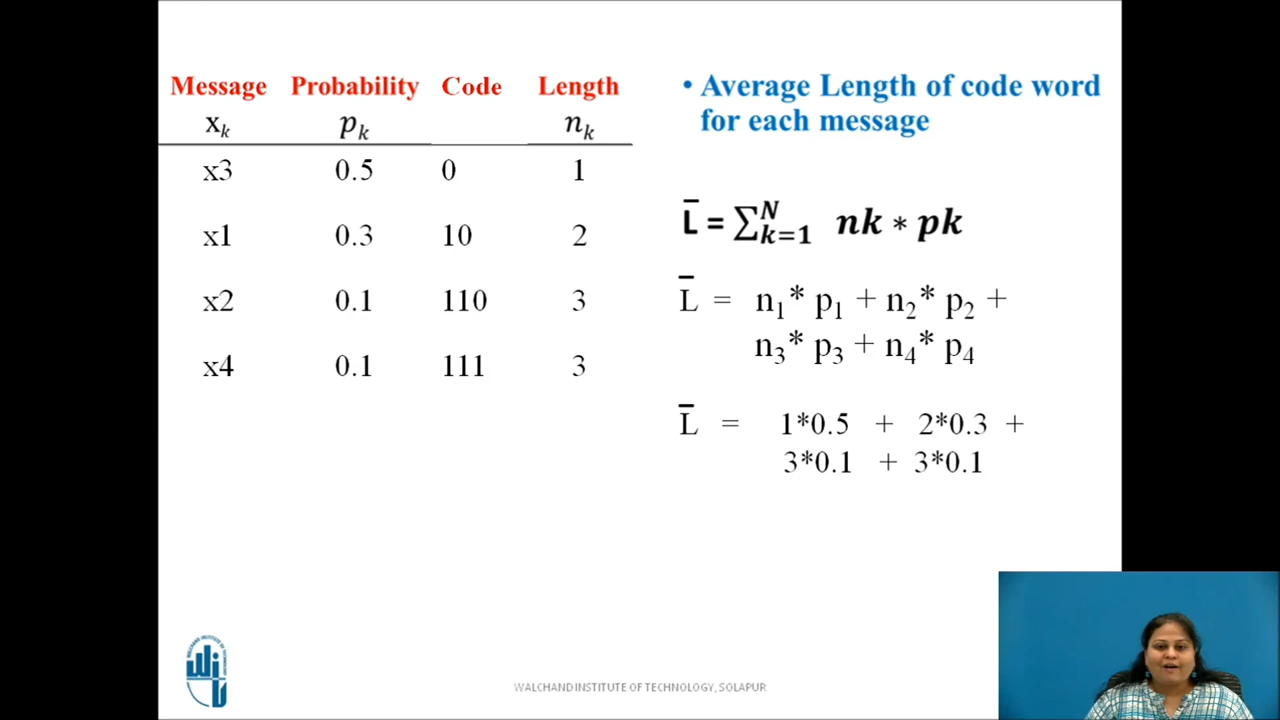 Message Probability Code Length
xk pk nk
x3 0.5 0 1
x1 0.3 10 2
x2 0.1 110 3
x4 0.1 111 3
• Average Length of code word
for each message
L̄ = ∑ᴺₖ₌₁ nk * pk
L̄ = n₁* p₁ + n₂* p₂ +
n₃* p₃ + n₄* p₄
L̄ = 1*0.5 + 2*0.3 +
3*0.1 + 3*0.1
WALCHAND INSTITUTE OF TECHNOLOGY, SOLAPUR